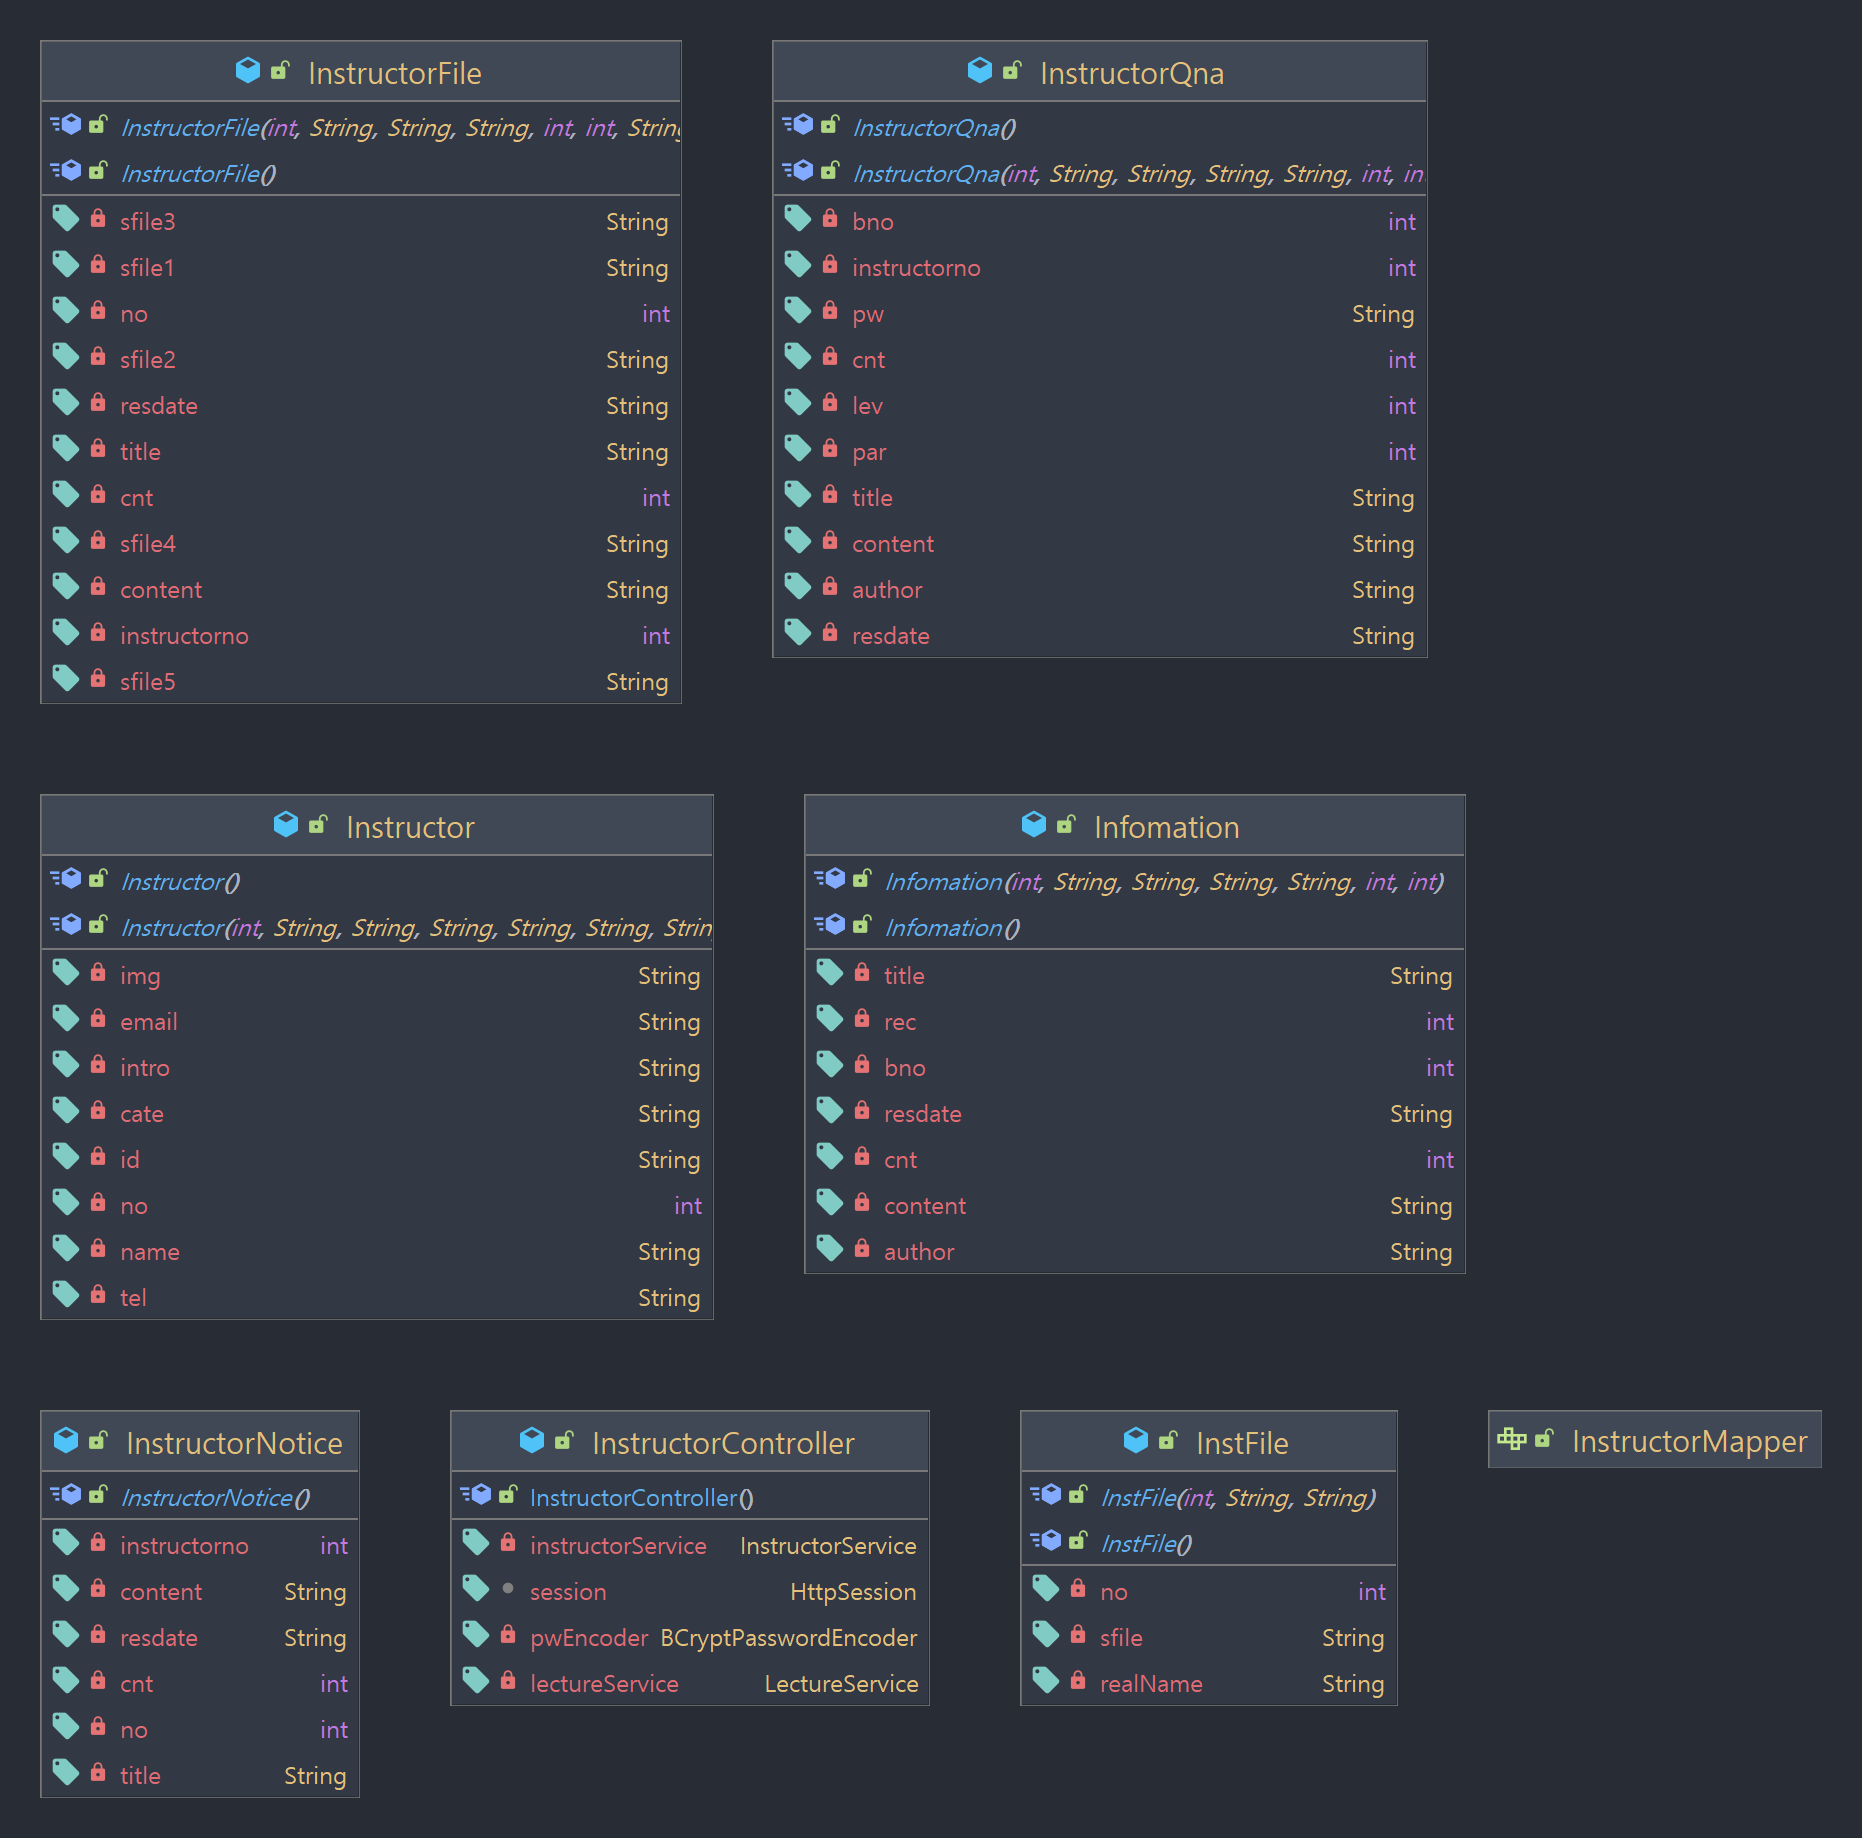 InstructorFile
InstructorFile(int, String, String, String, int, int, String
InstructorFile()
sfile3 String
sfile1 String
no int
sfile2 String
resdate String
title String
cnt int
sfile4 String
content String
instructorno int
sfile5 String
InstructorQna
InstructorQna()
InstructorQna(int, String, String, String, String, int, in
bno int
instructorno int
pw String
cnt int
lev int
par int
title String
content String
author String
resdate String
Instructor
Instructor()
Instructor(int, String, String, String, String, String, Strin
img String
email String
intro String
cate String
id String
no int
name String
tel String
Infomation
Infomation(int, String, String, String, String, int, int)
Infomation()
title String
rec int
bno int
resdate String
cnt int
content String
author String
InstructorNotice
InstructorNotice()
instructorno int
content String
resdate String
cnt int
no int
title String
InstructorController
InstructorController()
instructorService InstructorService
session HttpSession
pwEncoder BCryptPasswordEncoder
lectureService LectureService
InstFile
InstFile(int, String, String)
InstFile()
no int
sfile String
realName String
InstructorMapper